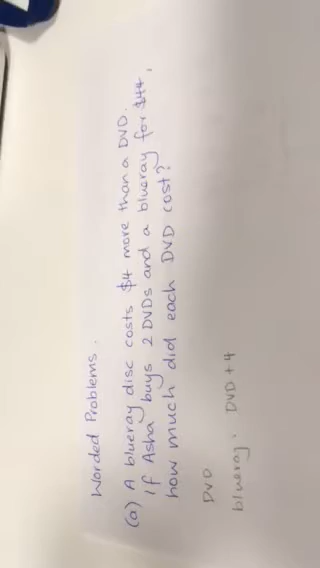 Worded Problems.
(a) A blueray disc costs $4 more than a DVD.
If Asha buys 2 DVDs and a blueray for $44,
how much did each DVD cost?
DVD
blueray: DVD + 4